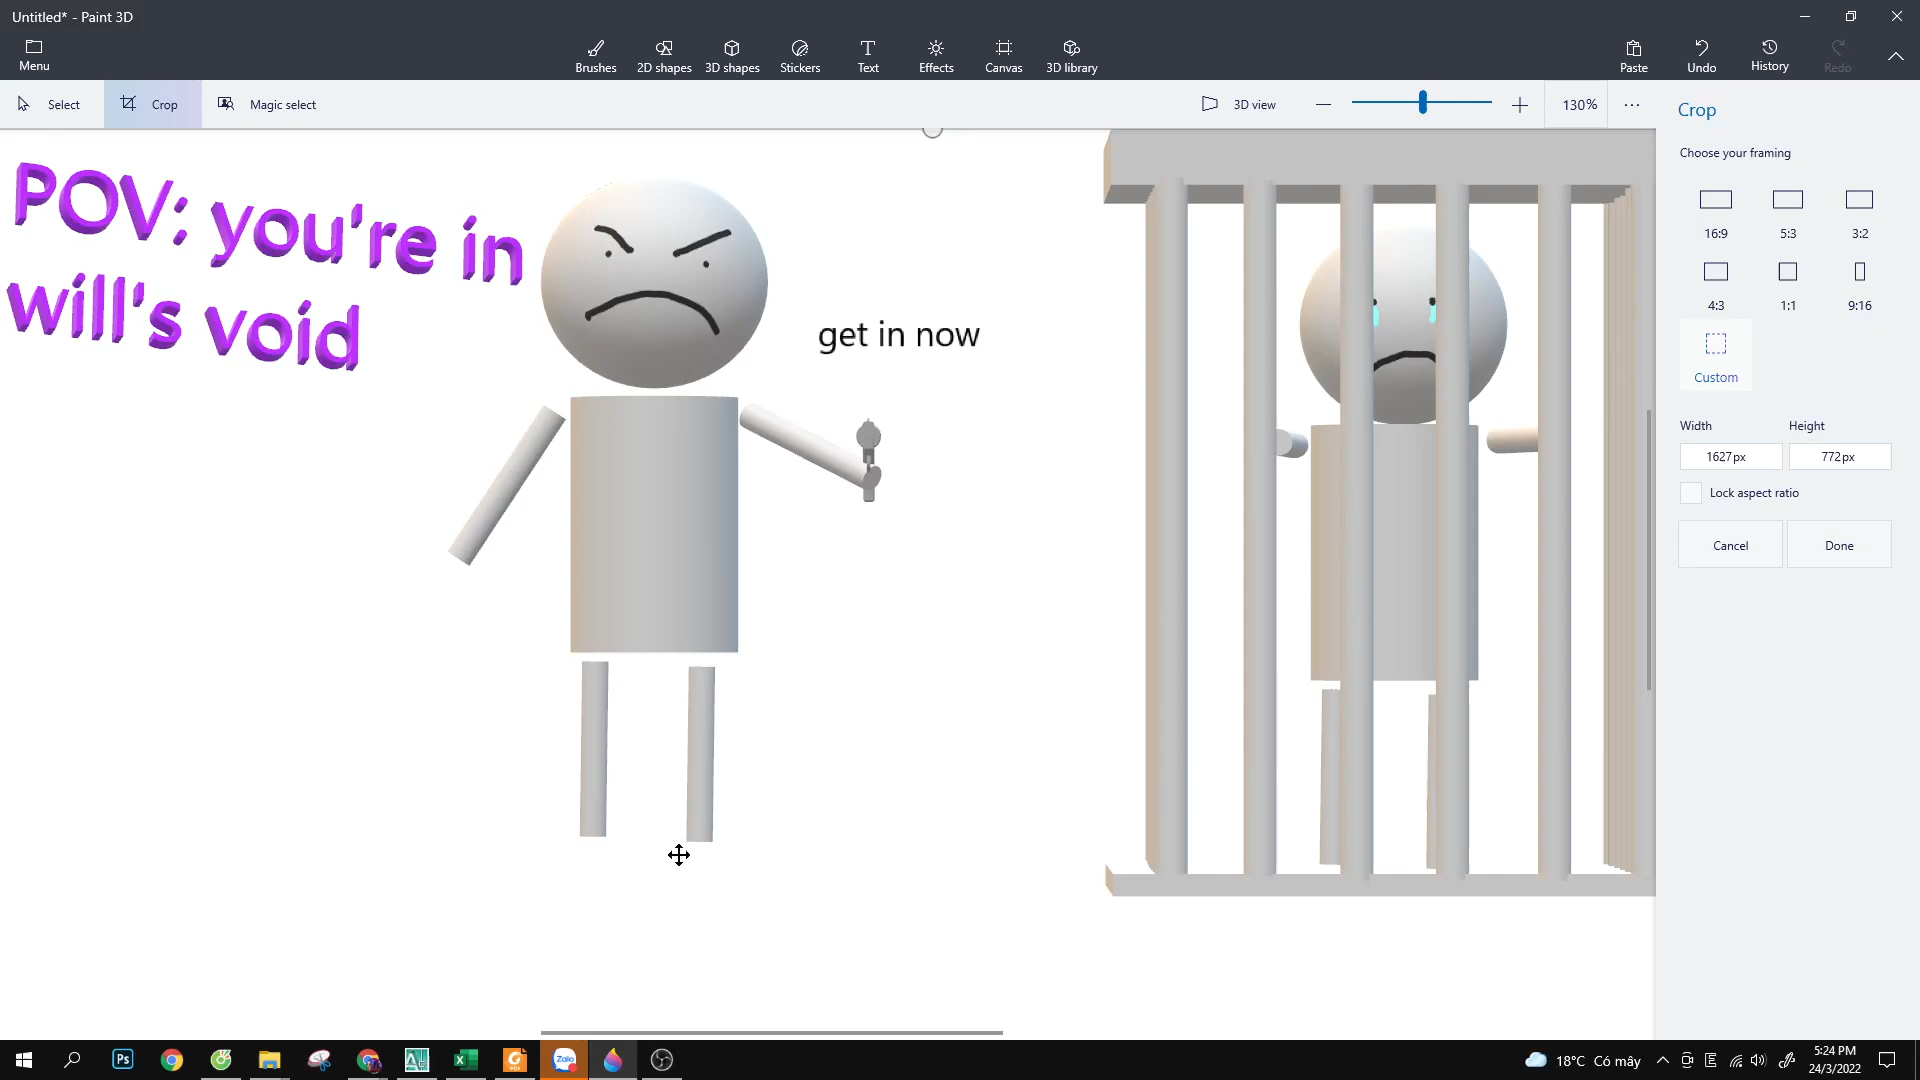 Untitled* - Paint 3D
Menu
Brushes
2D shapes
3D shapes
Stickers
Text
Effects
Canvas
3D library
Paste
Undo
History
Redo
Select
Crop
Magic select
3D view
130%
Crop
Choose your framing
16:9
5:3
3:2
4:3
1:1
9:16
Custom
Width
Height
1627px
772px
Lock aspect ratio
Cancel
Done
POV; you're in
will's void
get in now
Ps
Zalo
18°C Có mây
5:24 PM
24/3/2022